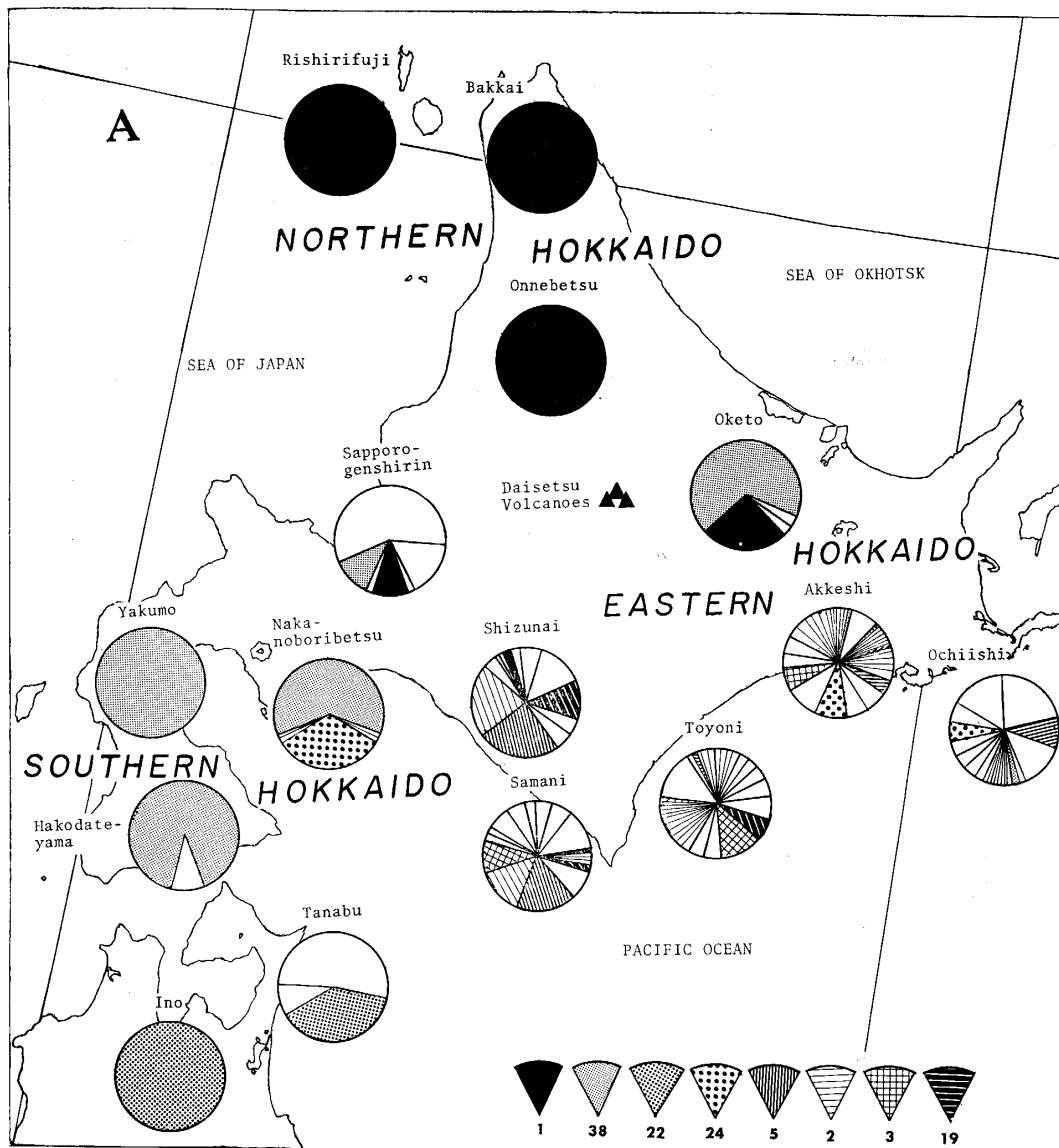 Rishirifuji
Bakkai
A
NORTHERN HOKKAIDO
Onnebetsu
SEA OF OKHOTSK
SEA OF JAPAN
Oketo
Sapporo-
genshirin
Daisetsu
Volcanoes
HOKKAIDO
EASTERN
Akkeshi
Yakumo
Naka-
noboribetsu
Shizunai
Ochiishi
Toyoni
SOUTHERN
HOKKAIDO
Samani
Hakodate-
yama
Tanabu
PACIFIC OCEAN
Ino
1 38 22 24 5 2 3 19